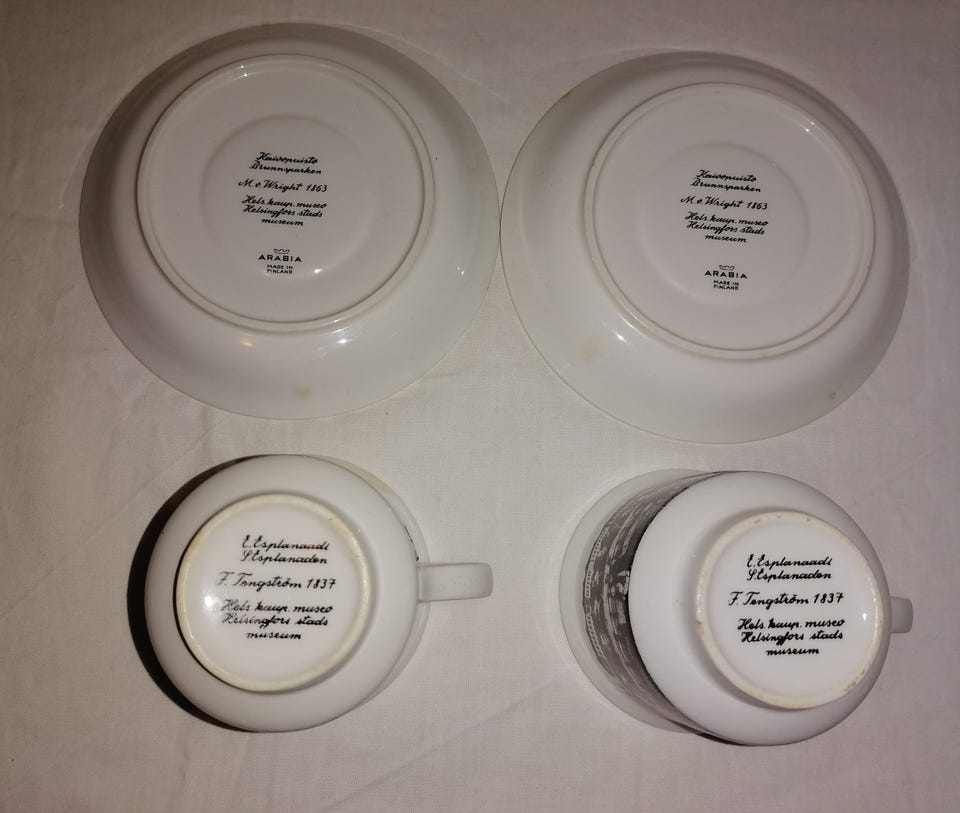 Kaivopuisto
Brunnsparken
M. v. Wright 1863
Hels. kaup. museo
Helsingfors stads
museum
ARABIA
MADE IN
FINLAND
Kaivopuisto
Brunnsparken
M. v. Wright 1863
Hels. kaup. museo
Helsingfors stads
museum
ARABIA
MADE IN
FINLAND
E. Esplanaadi
S. Esplanaden
F. Tengström 1837
Hels. kaup. museo
Helsingfors stads
museum
E. Esplanaadi
S. Esplanaden
F. Tengström 1837
Hels. kaup. museo
Helsingfors stads
museum